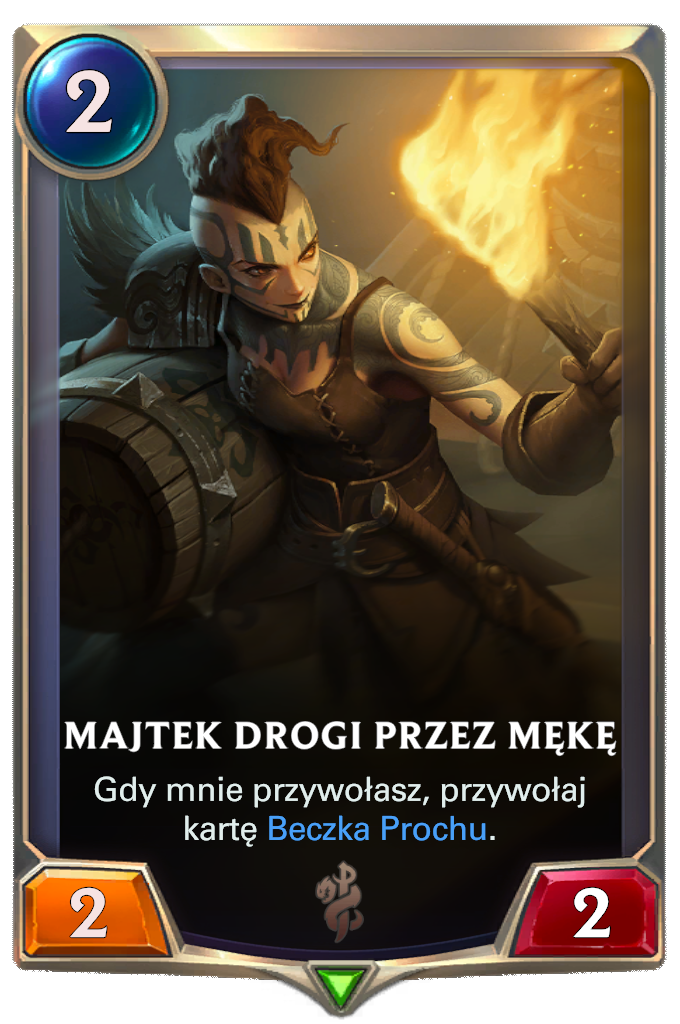 2
MAJTEK DROGI PRZEZ MĘKĘ
Gdy mnie przywołasz, przywołaj
kartę Beczka Prochu.
2
2